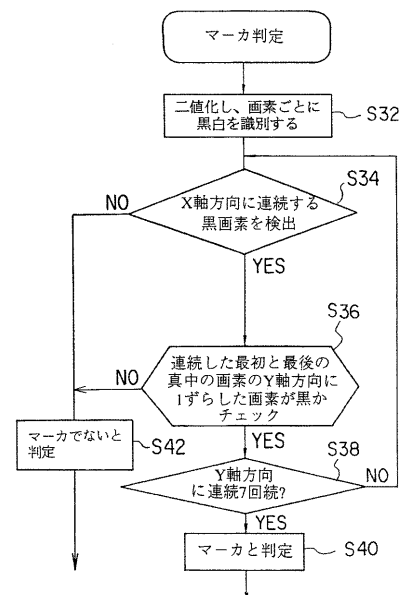 マーカ判定
二値化し、画素ごとに
黒白を識別する
S32
S34
X軸方向に連続する
黒画素を検出
NO
YES
S36
連続した最初と最後の
真中の画素のY軸方向に
1ずらした画素が黒か
チェック
NO
YES
マーカでないと
判定
S42
S38
Y軸方向
に連続7回続?
NO
YES
マーカと判定
S40